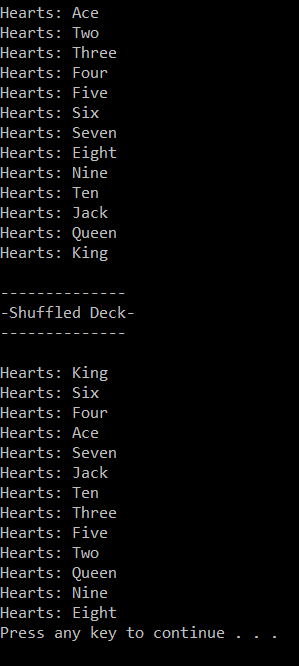 Hearts: Ace
Hearts: Two
Hearts: Three
Hearts: Four
Hearts: Five
Hearts: Six
Hearts: Seven
Hearts: Eight
Hearts: Nine
Hearts: Ten
Hearts: Jack
Hearts: Queen
Hearts: King
--------------
-Shuffled Deck-
--------------
Hearts: King
Hearts: Six
Hearts: Four
Hearts: Ace
Hearts: Seven
Hearts: Jack
Hearts: Ten
Hearts: Three
Hearts: Five
Hearts: Two
Hearts: Queen
Hearts: Nine
Hearts: Eight
Press any key to continue . . .